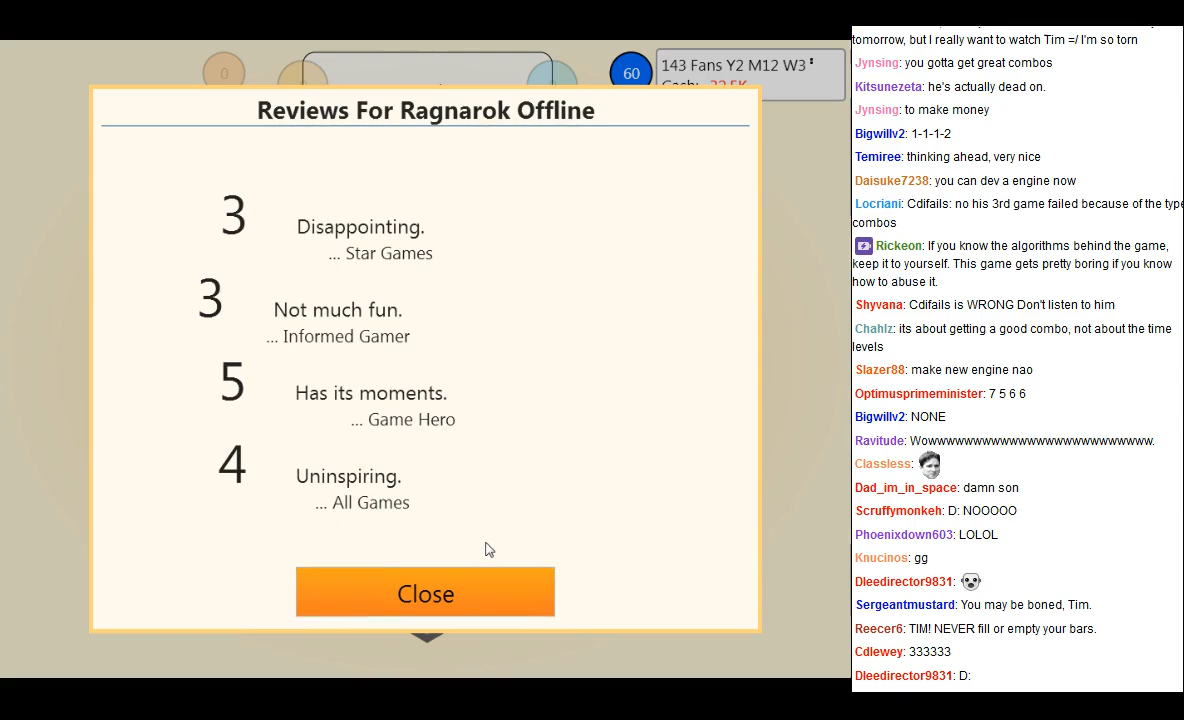 0
60
143 Fans Y2 M12 W3
Reviews For Ragnarok Offline
3
Disappointing.
... Star Games
3
Not much fun.
... Informed Gamer
5
Has its moments.
... Game Hero
4
Uninspiring.
... All Games
Close
tomorrow, but I really want to watch Tim =/ I'm so torn
Jynsing: you gotta get great combos
Kitsunezeta: he's actually dead on.
Jynsing: to make money
Bigwillv2: 1-1-1-2
Temiree: thinking ahead, very nice
Daisuke7238: you can dev a engine now
Locriani: Cdifails: no his 3rd game failed because of the type
combos
Rickeon: If you know the algorithms behind the game,
keep it to yourself. This game gets pretty boring if you know
how to abuse it.
Shyvana: Cdifails is WRONG Don't listen to him
Chahlz: its about getting a good combo, not about the time
levels
Slazer88: make new engine nao
Optimusprimeminister: 7 5 6 6
Bigwillv2: NONE
Ravitude: Wowwwwwwwwwwwwwwwwwwwwwwwww.
Classless:
Dad_im_in_space: damn son
Scruffymonkeh: D: NOOOOO
Phoenixdown603: LOLOL
Knucinos: gg
Dleedirector9831:
Sergeantmustard: You may be boned, Tim.
Reecer6: TIM! NEVER fill or empty your bars.
Cdlewey: 333333
Dleedirector9831: D: